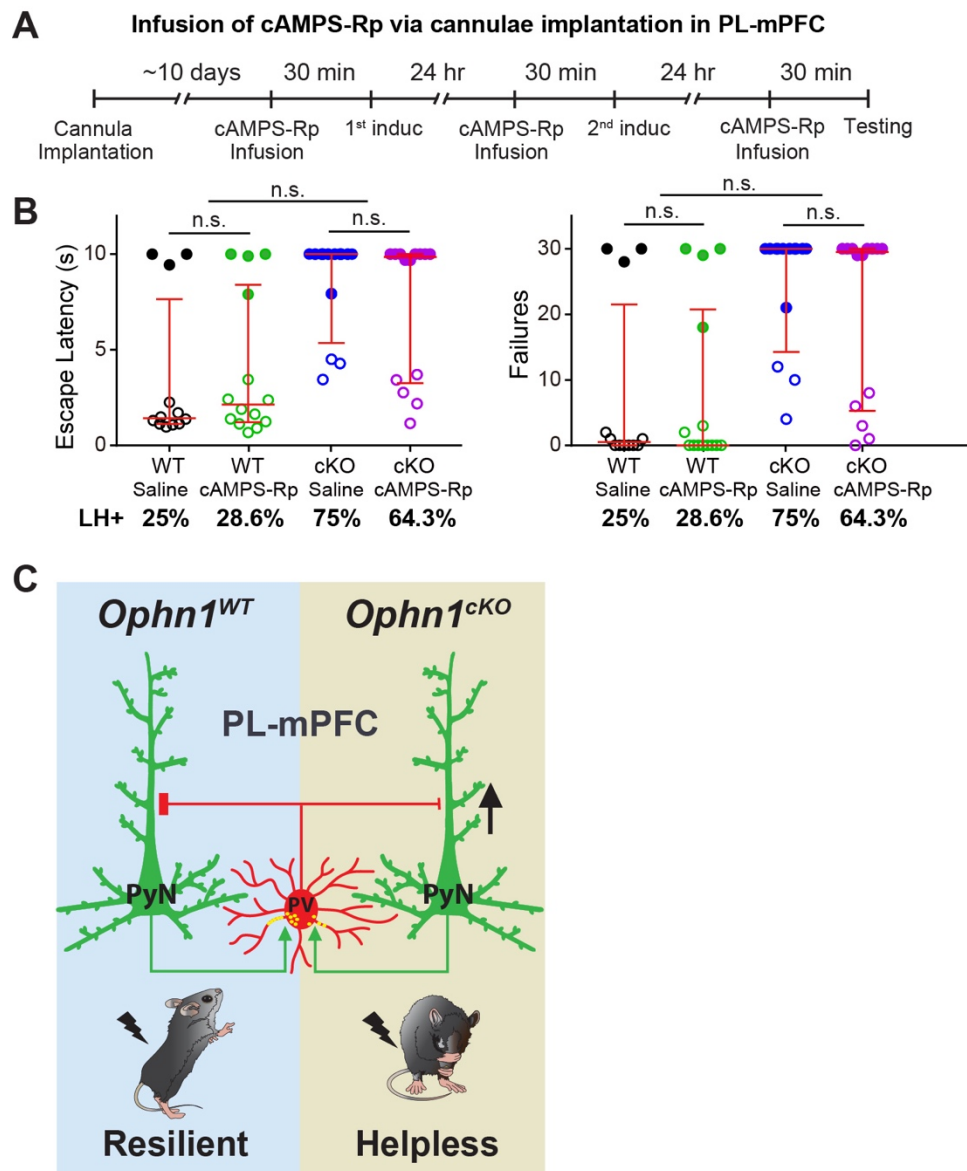 A
Infusion of cAMPS-Rp via cannulae implantation in PL-mPFC
~10 days 30 min 24 hr 30 min 24 hr 30 min
Cannula Implantation
cAMPS-Rp Infusion
1st induc
cAMPS-Rp Infusion
2nd induc
cAMPS-Rp Infusion
Testing
B
n.s.
n.s. n.s.
Escape Latency (s)
10
5
0
WT Saline
WT cAMPS-Rp
cKO Saline
cKO cAMPS-Rp
LH+ 25% 28.6% 75% 64.3%
n.s.
n.s. n.s.
Failures
30
20
10
0
WT Saline
WT cAMPS-Rp
cKO Saline
cKO cAMPS-Rp
25% 28.6% 75% 64.3%
C
Ophn1WT Ophn1cKO
PL-mPFC
PyN PV PyN
Resilient Helpless